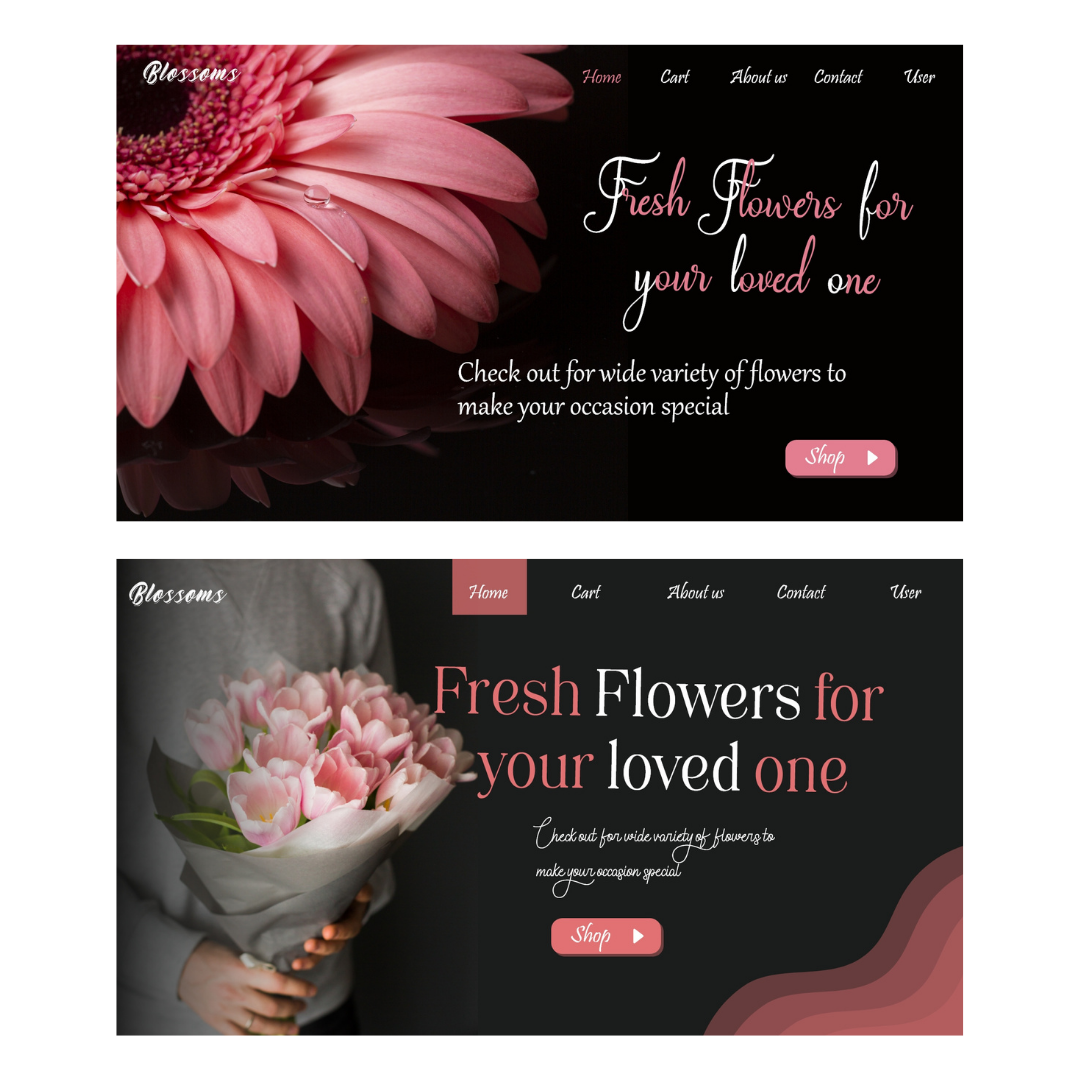 Blossoms
Home Cart About us Contact User
Fresh Flowers for
your loved one
Check out for wide variety of flowers to
make your occasion special
Shop
Blossoms
Home Cart About us Contact User
Fresh Flowers for
your loved one
Check out for wide variety of flowers to
make your occasion special
Shop